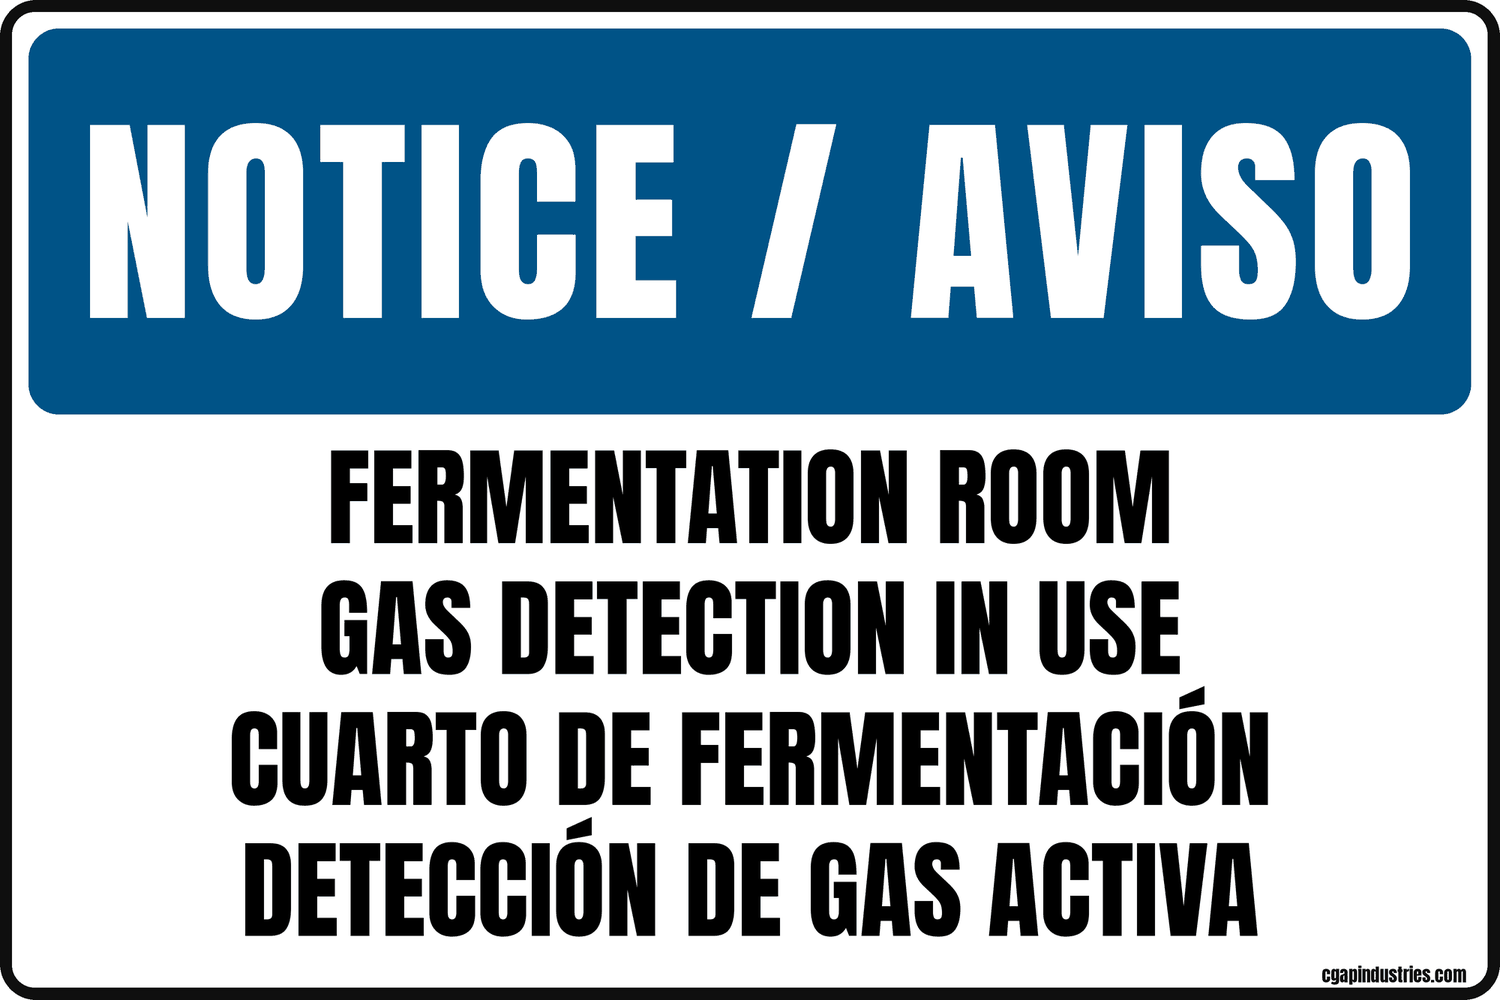 NOTICE / AVISO
FERMENTATION ROOM
GAS DETECTION IN USE
CUARTO DE FERMENTACIÓN
DETECCIÓN DE GAS ACTIVA
cgapindustries.com